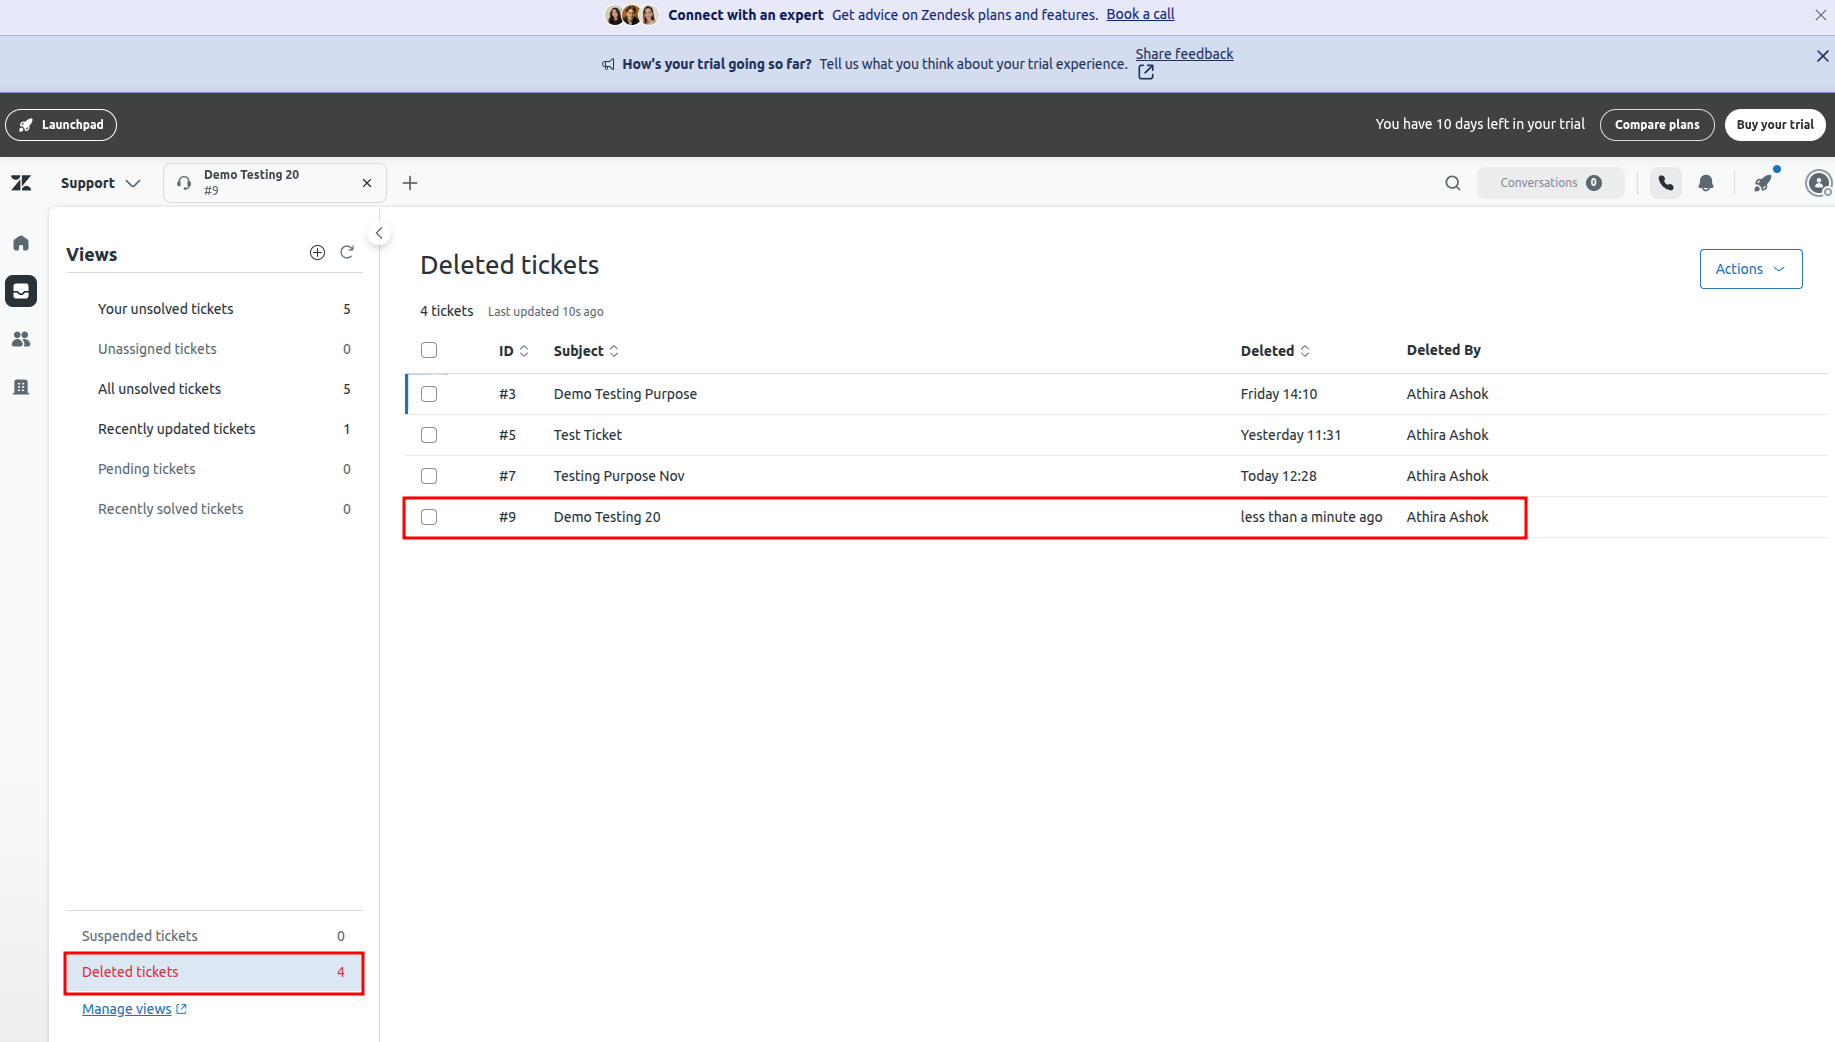 Connect with an expert Get advice on Zendesk plans and features. Book a call
How's your trial going so far? Tell us what you think about your trial experience. Share feedback
Launchpad
You have 10 days left in your trial Compare plans Buy your trial
Support
Demo Testing 20
#9
Conversations 0
Views
Your unsolved tickets 5
Unassigned tickets 0
All unsolved tickets 5
Recently updated tickets 1
Pending tickets 0
Recently solved tickets 0
Suspended tickets 0
Deleted tickets 4
Manage views
Deleted tickets
Actions
4 tickets Last updated 10s ago
ID Subject Deleted Deleted By
#3 Demo Testing Purpose Friday 14:10 Athira Ashok
#5 Test Ticket Yesterday 11:31 Athira Ashok
#7 Testing Purpose Nov Today 12:28 Athira Ashok
#9 Demo Testing 20 less than a minute ago Athira Ashok